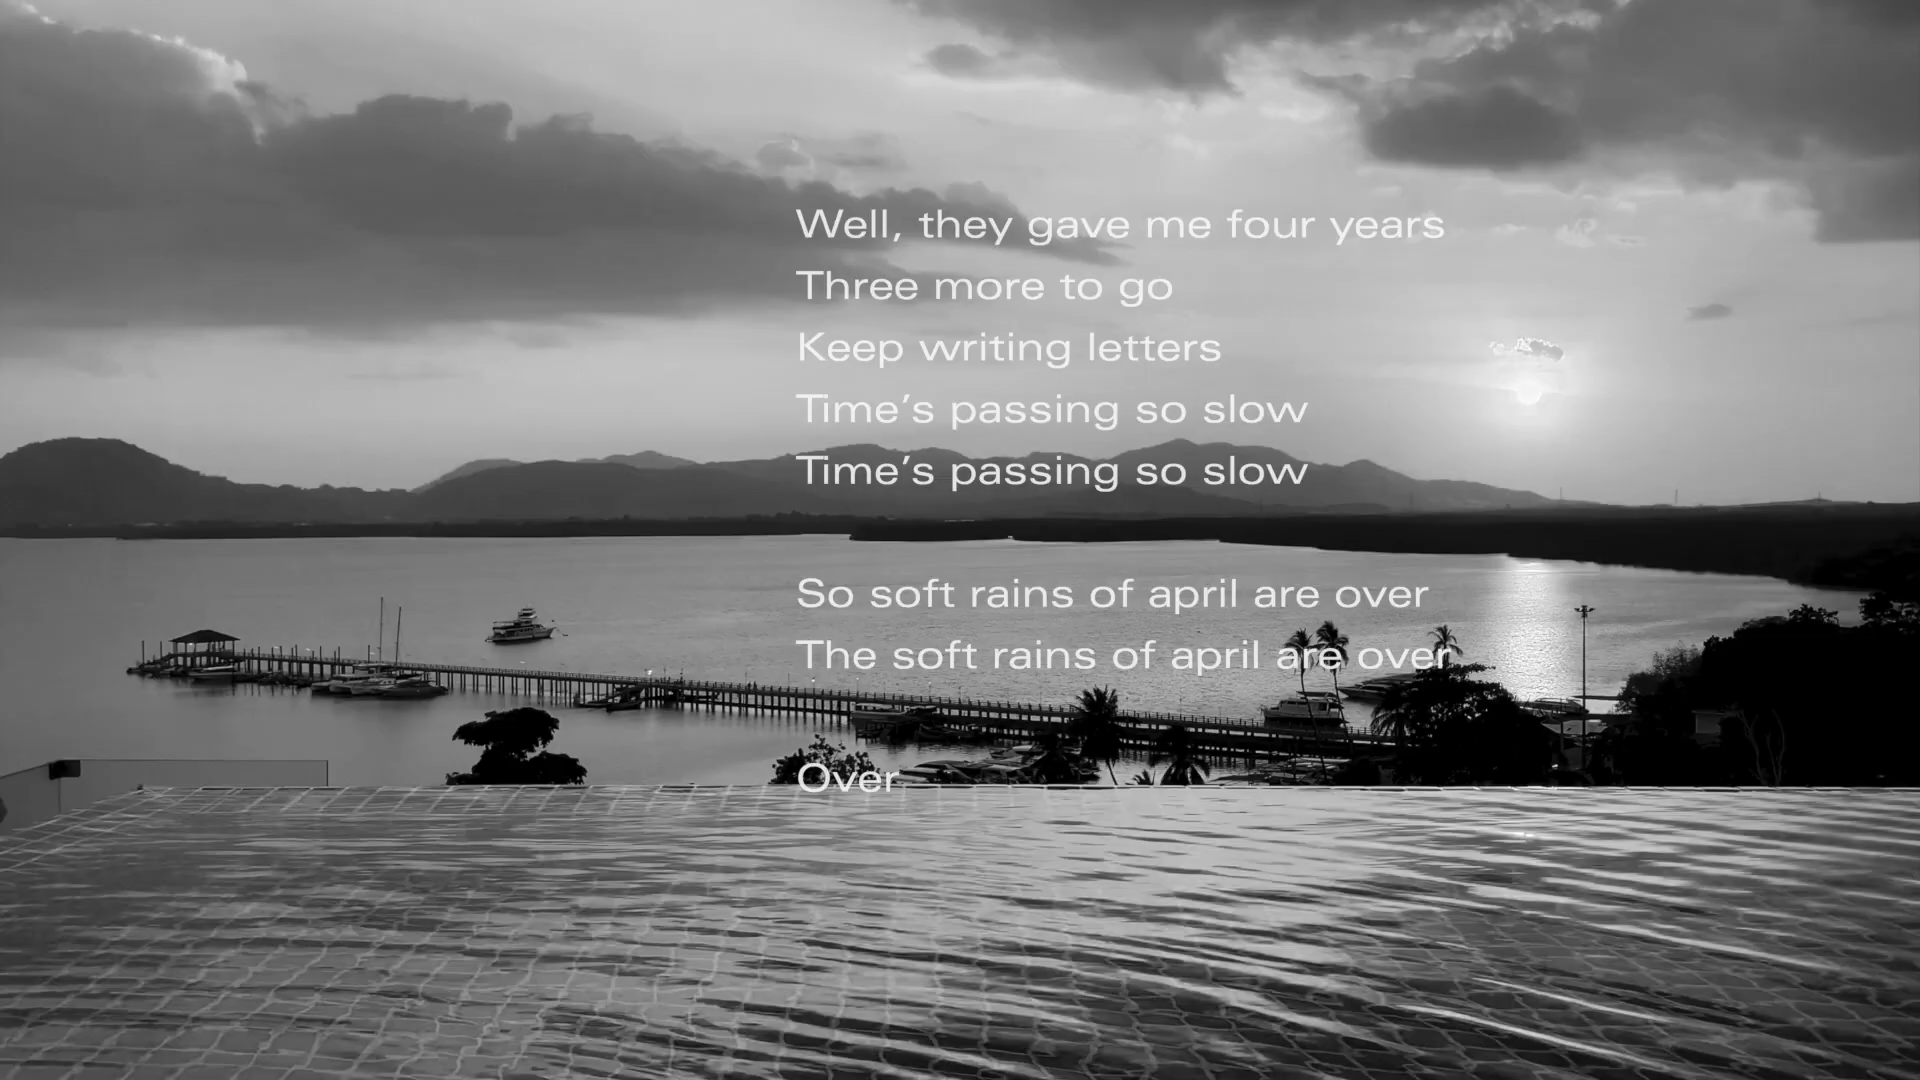 Well, they gave me four years
Three more to go
Keep writing letters
Time’s passing so slow
Time’s passing so slow
So soft rains of april are over
The soft rains of april are over
Over